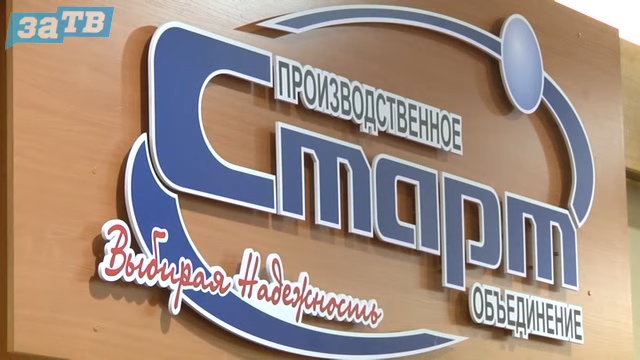 заТВ
ПРОИЗВОДСТВЕННОЕ
Старт
ОБЪЕДИНЕНИЕ
Выбирая Надежность